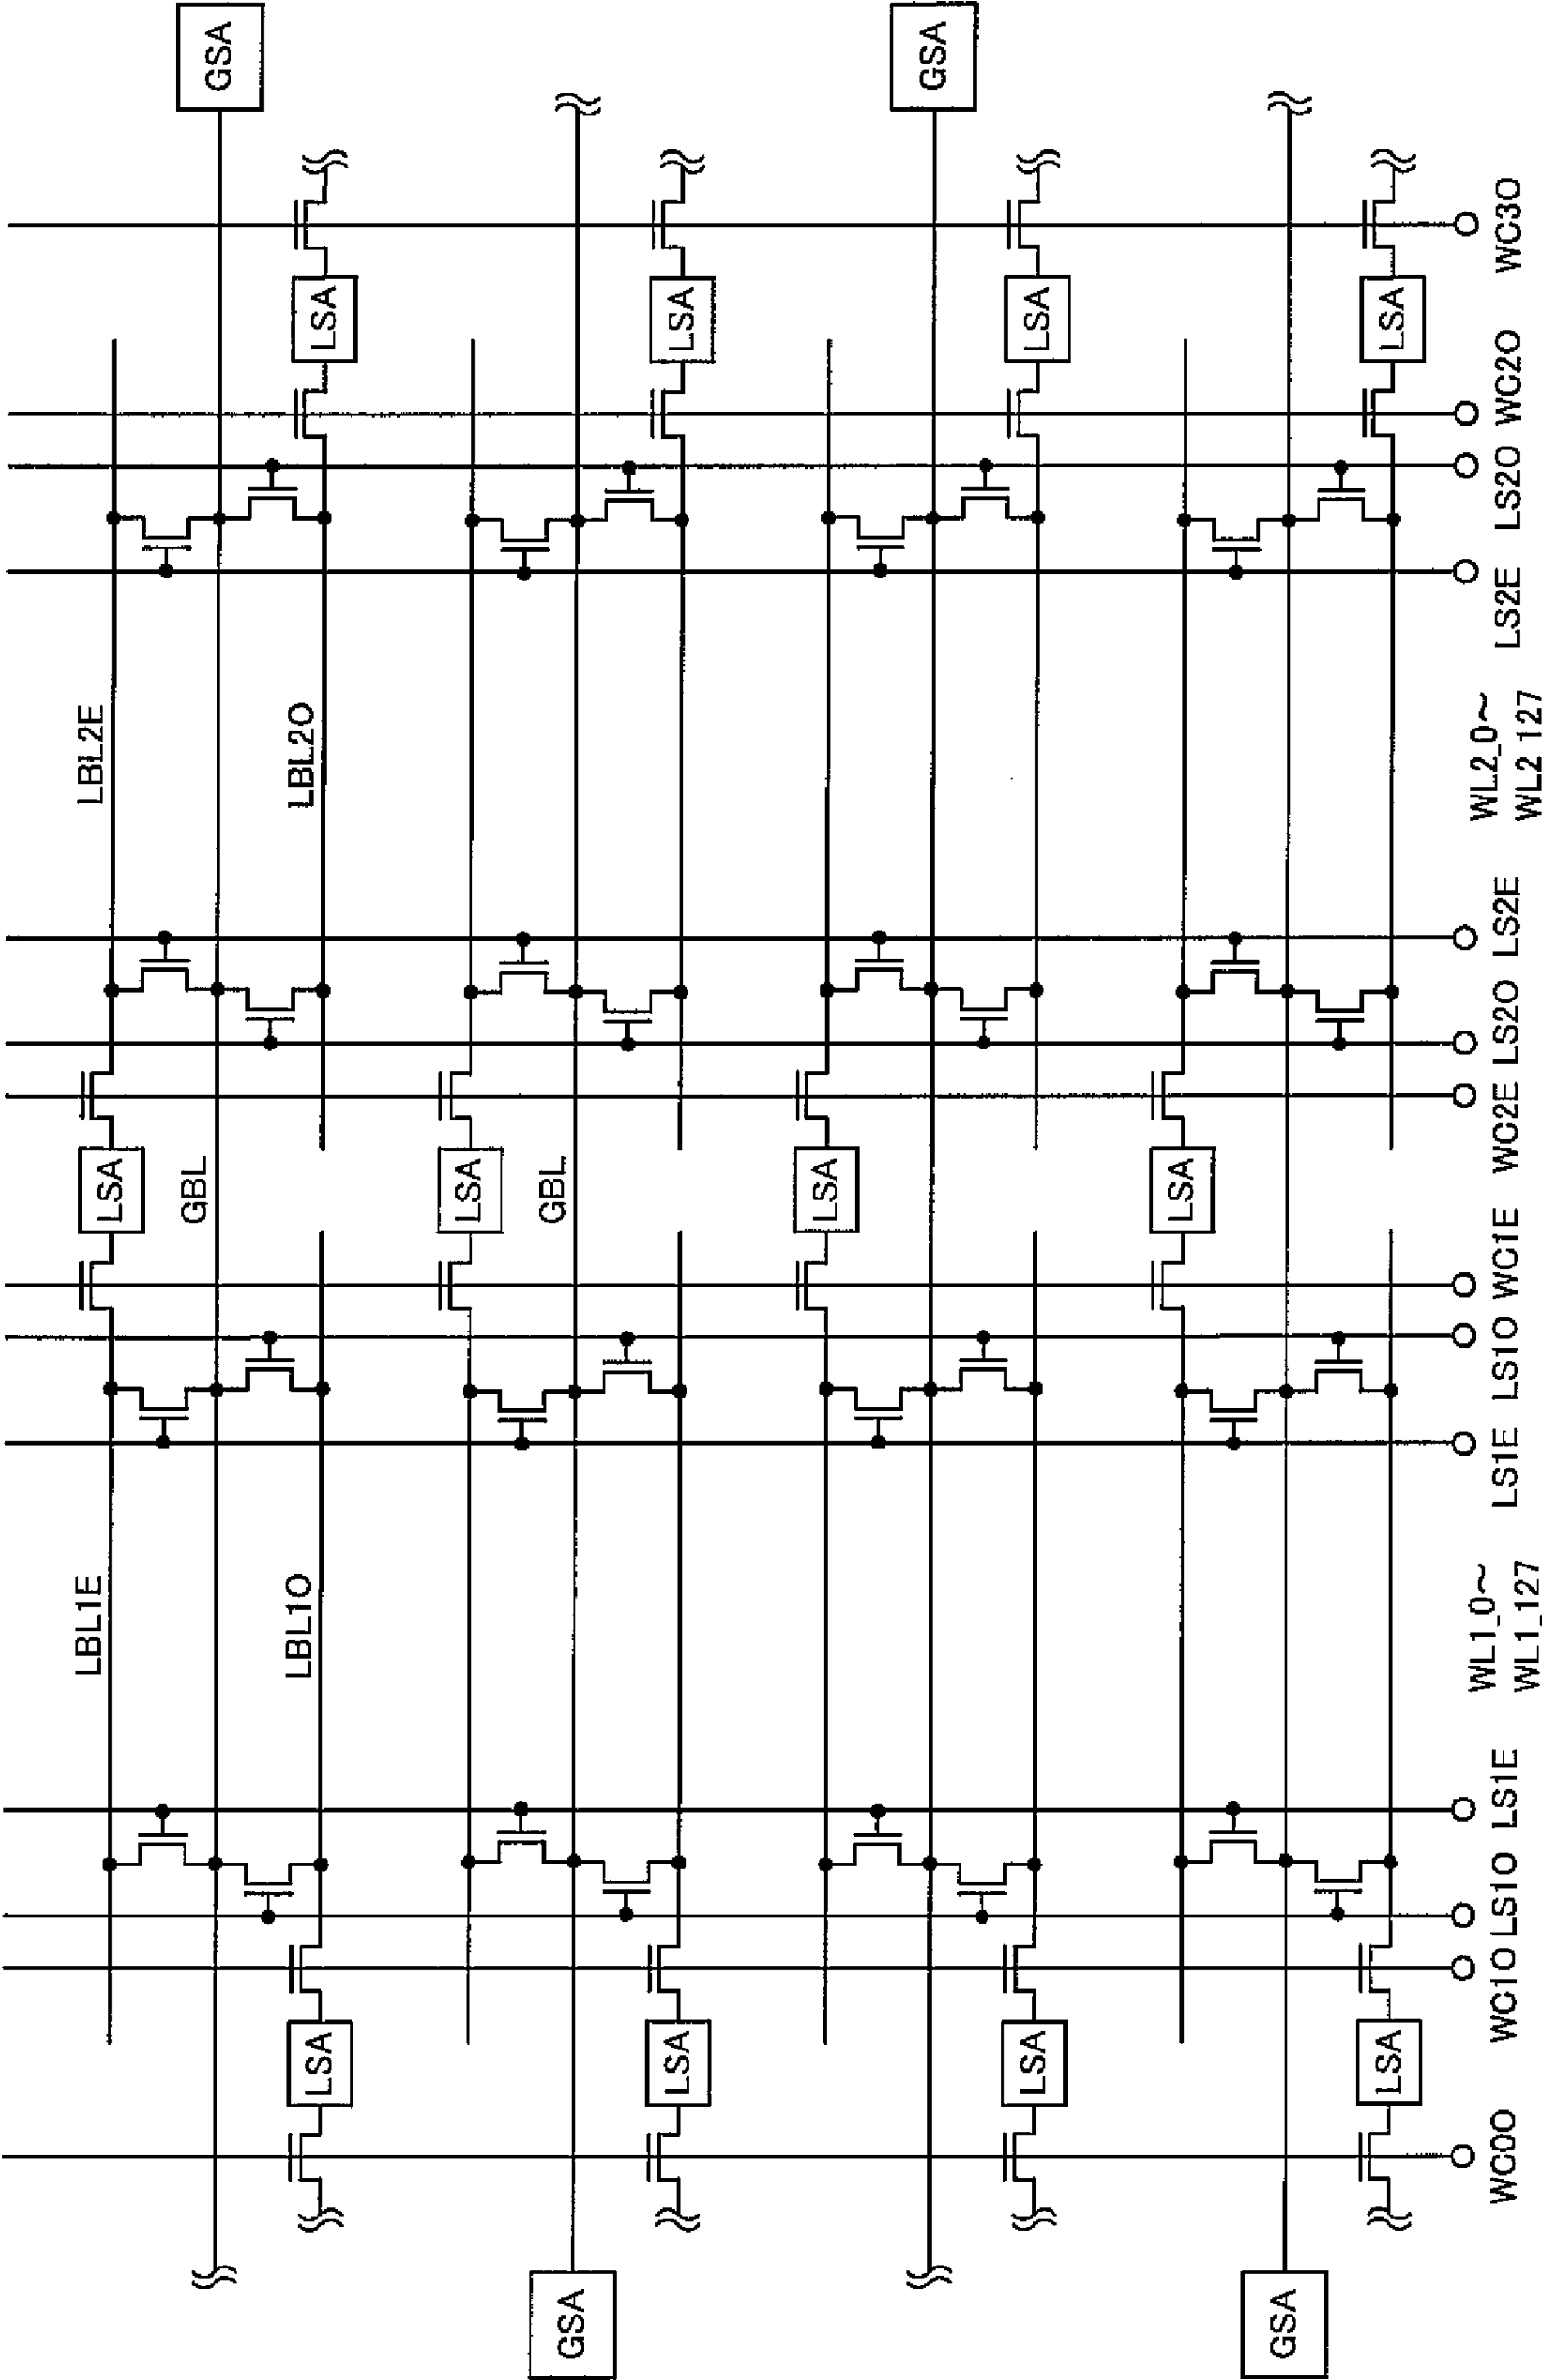 LBL1E
LBL2E
LSA
GBL
GSA
LBL1O
LBL2O
LSA
LSA
LSA
GBL
GSA
LSA
LSA
LSA
GSA
LSA
LSA
LSA
GSA
LSA
LSA
WC0O
WC1O
LS1O
LS1E
WL1_0~
WL1_127
LS1E
LS1O
WC1E
WC2E
LS2O
LS2E
WL2_0~
WL2 127
LS2E
LS2O
WC2O
WC3O